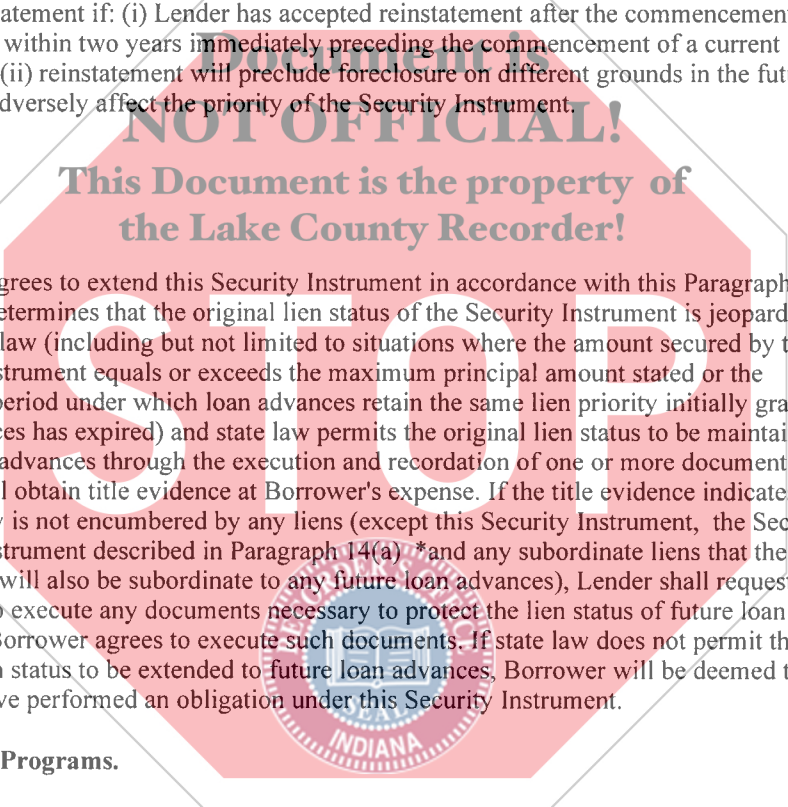 atement if: (i) Lender has accepted reinstatement after the commencement
within two years immediately preceding the commencement of a current
Document is
(ii) reinstatement will preclude foreclosure on different grounds in the fut
dversely affect the priority of the Security Instrument.
NOT OFFICIAL!
This Document is the property of
the Lake County Recorder!
grees to extend this Security Instrument in accordance with this Paragraph
etermines that the original lien status of the Security Instrument is jeopard
law (including but not limited to situations where the amount secured by t
strument equals or exceeds the maximum principal amount stated or the
period under which loan advances retain the same lien priority initially gra
STOP
ces has expired) and state law permits the original lien status to be maintai
advances through the execution and recordation of one or more document
l obtain title evidence at Borrower's expense. If the title evidence indicate
y is not encumbered by any liens (except this Security Instrument, the Sec
strument described in Paragraph 14(a) *and any subordinate liens that the
will also be subordinate to any future loan advances), Lender shall request
o execute any documents necessary to protect the lien status of future loan
Borrower agrees to execute such documents. If state law does not permit th
n status to be extended to future loan advances, Borrower will be deemed t
ve performed an obligation under this Security Instrument.
SEAL
INDIANA
Programs.